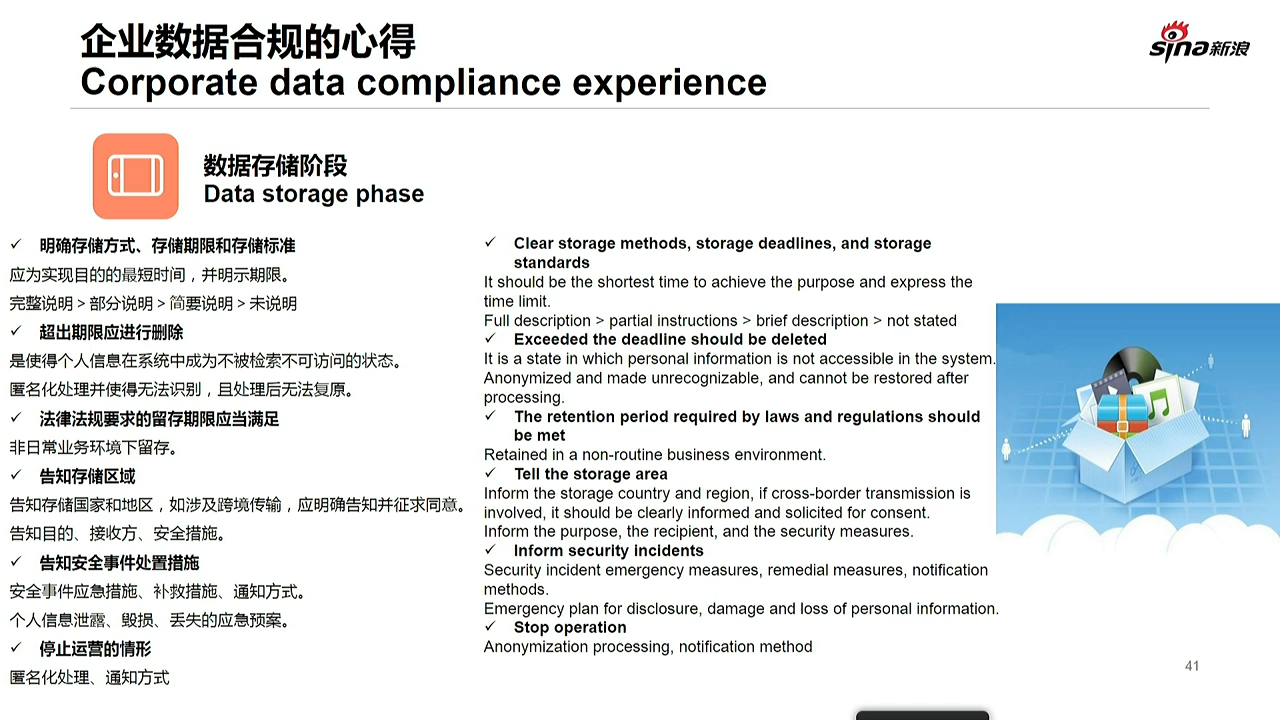 企业数据合规的心得
Corporate data compliance experience
sina新浪
数据存储阶段
Data storage phase
✓ 明确存储方式、存储期限和存储标准
应为实现目的的最短时间，并明示期限。
完整说明 > 部分说明 > 简要说明 > 未说明
✓ 超出期限应进行删除
是使得个人信息在系统中成为不被检索不可访问的状态。
匿名化处理并使得无法识别，且处理后无法复原。
✓ 法律法规要求的留存期限应当满足
非日常业务环境下留存。
✓ 告知存储区域
告知存储国家和地区，如涉及跨境传输，应明确告知并征求同意。
告知目的、接收方、安全措施。
✓ 告知安全事件处置措施
安全事件应急措施、补救措施、通知方式。
个人信息泄露、毁损、丢失的应急预案。
✓ 停止运营的情形
匿名化处理、通知方式
✓ Clear storage methods, storage deadlines, and storage
standards
It should be the shortest time to achieve the purpose and express the
time limit.
Full description > partial instructions > brief description > not stated
✓ Exceeded the deadline should be deleted
It is a state in which personal information is not accessible in the system.
Anonymized and made unrecognizable, and cannot be restored after
processing.
✓ The retention period required by laws and regulations should
be met
Retained in a non-routine business environment.
✓ Tell the storage area
Inform the storage country and region, if cross-border transmission is
involved, it should be clearly informed and solicited for consent.
Inform the purpose, the recipient, and the security measures.
✓ Inform security incidents
Security incident emergency measures, remedial measures, notification
methods.
Emergency plan for disclosure, damage and loss of personal information.
✓ Stop operation
Anonymization processing, notification method
41